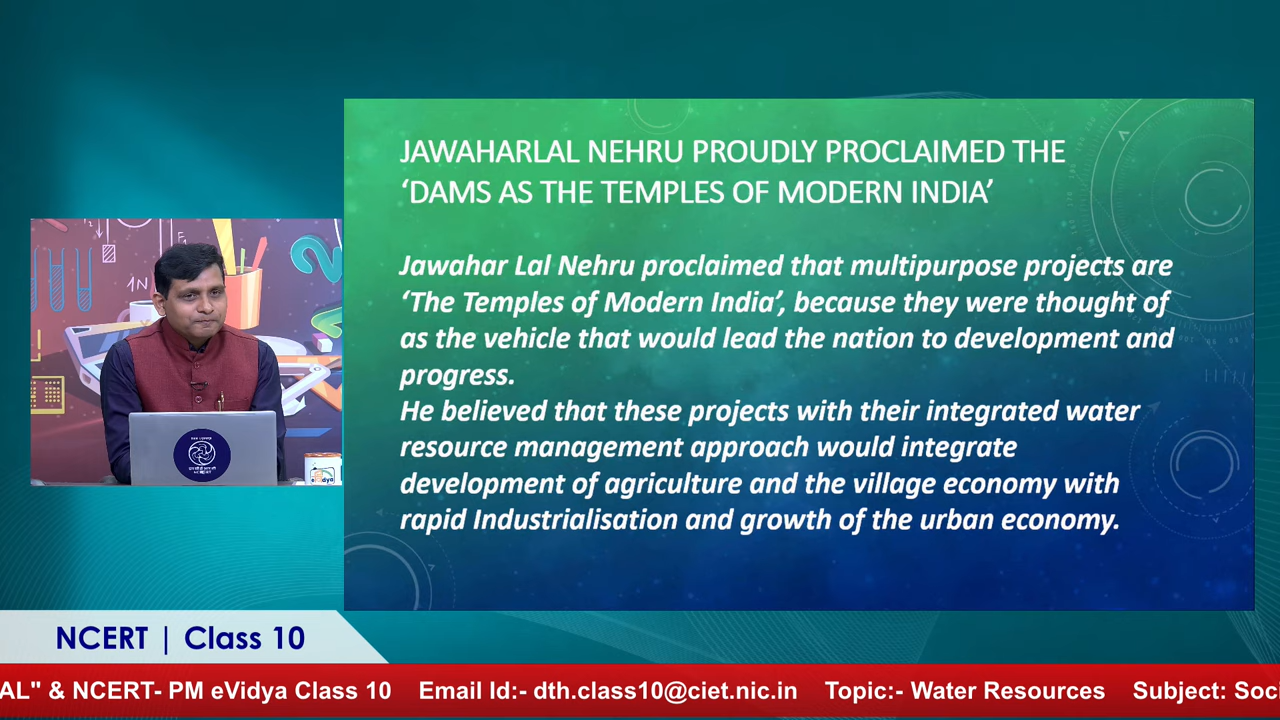 JAWAHARLAL NEHRU PROUDLY PROCLAIMED THE
‘DAMS AS THE TEMPLES OF MODERN INDIA’
Jawahar Lal Nehru proclaimed that multipurpose projects are
‘The Temples of Modern India’, because they were thought of
as the vehicle that would lead the nation to development and
progress.
He believed that these projects with their integrated water
resource management approach would integrate
development of agriculture and the village economy with
rapid Industrialisation and growth of the urban economy.
1N
NCERT
eVidya
NCERT | Class 10
AL" & NCERT- PM eVidya Class 10 Email Id:- dth.class10@ciet.nic.in Topic:- Water Resources Subject: Soci